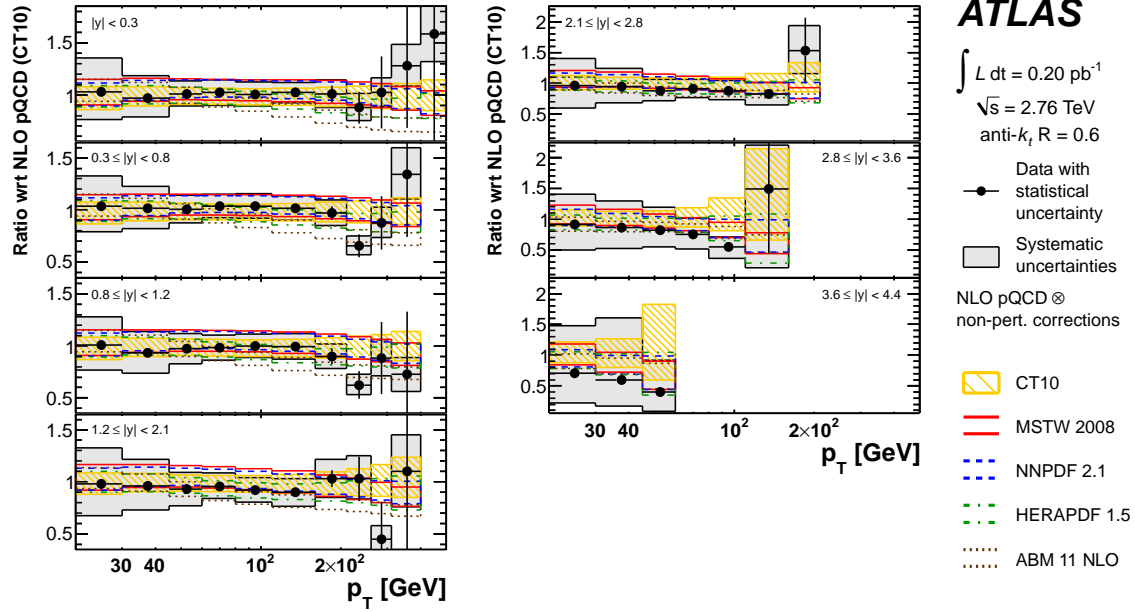 Ratio wrt NLO pQCD (CT10)
|y| < 0.3
1.5
1
0.3 ≤ |y| < 0.8
1.5
1
0.5
0.8 ≤ |y| < 1.2
1.5
1
0.5
1.2 ≤ |y| < 2.1
1.5
1
0.5
30 40 10² 2×10²
p_T [GeV]
Ratio wrt NLO pQCD (CT10)
2.1 ≤ |y| < 2.8
2
1.5
1
0.5
2.8 ≤ |y| < 3.6
2
1.5
1
0.5
3.6 ≤ |y| < 4.4
2
1.5
1
0.5
30 40 10² 2×10²
p_T [GeV]
ATLAS
∫ L dt = 0.20 pb⁻¹
√s = 2.76 TeV
anti-k_t R = 0.6
Data with
statistical
uncertainty
Systematic
uncertainties
NLO pQCD ⊗
non-pert. corrections
CT10
MSTW 2008
NNPDF 2.1
HERAPDF 1.5
ABM 11 NLO